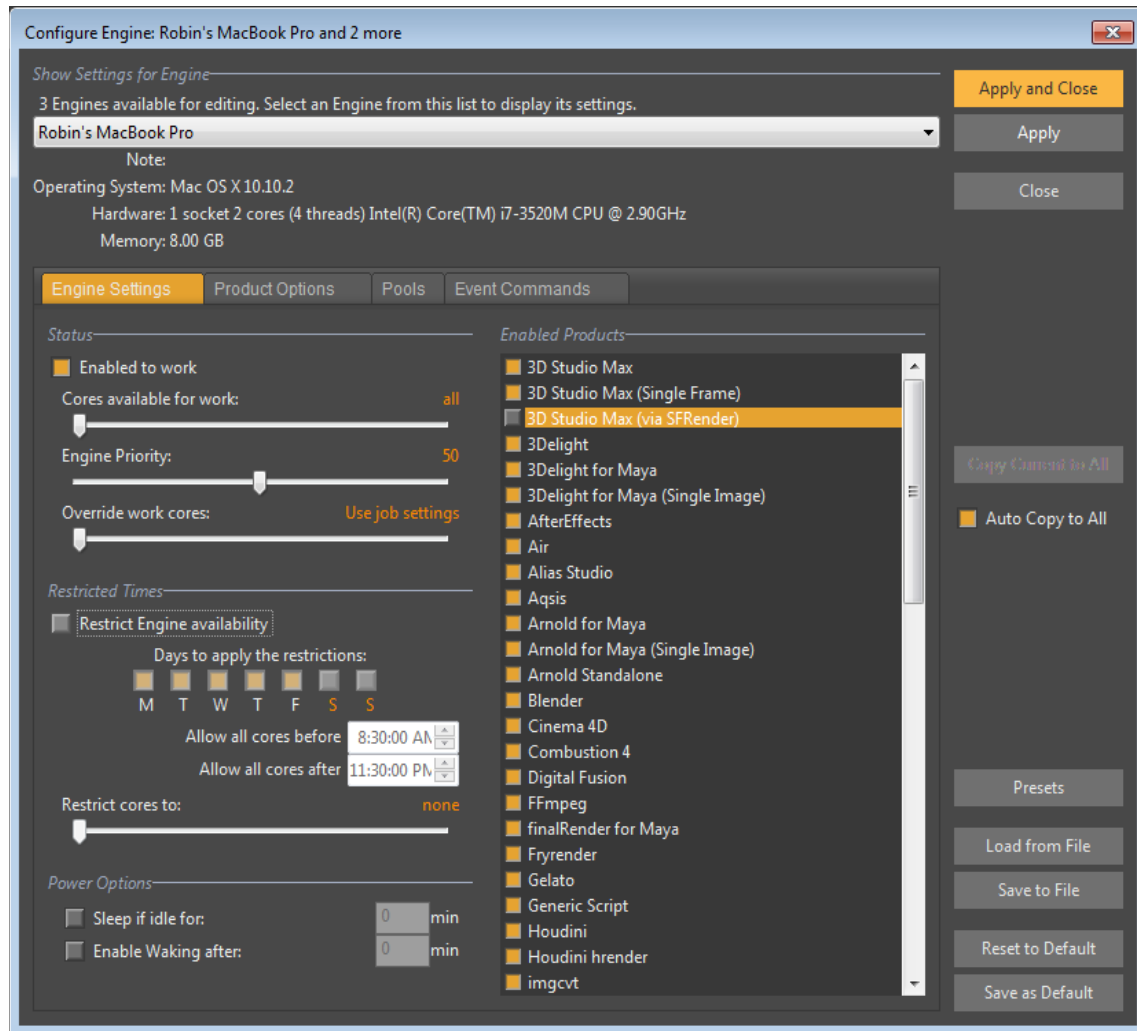 Configure Engine: Robin's MacBook Pro and 2 more
Show Settings for Engine
3 Engines available for editing. Select an Engine from this list to display its settings.
Robin's MacBook Pro
Note:
Operating System: Mac OS X 10.10.2
Hardware: 1 socket 2 cores (4 threads) Intel(R) Core(TM) i7-3520M CPU @ 2.90GHz
Memory: 8.00 GB
Apply and Close
Apply
Close
Engine Settings Product Options Pools Event Commands
Status
Enabled to work
Cores available for work: all
Engine Priority: 50
Override work cores: Use job settings
Restricted Times
Restrict Engine availability
Days to apply the restrictions:
M T W T F S S
Allow all cores before 8:30:00 AM
Allow all cores after 11:30:00 PM
Restrict cores to: none
Power Options
Sleep if idle for: 0 min
Enable Waking after: 0 min
Enabled Products
3D Studio Max
3D Studio Max (Single Frame)
3D Studio Max (via SFRender)
3Delight
3Delight for Maya
3Delight for Maya (Single Image)
AfterEffects
Air
Alias Studio
Aqsis
Arnold for Maya
Arnold for Maya (Single Image)
Arnold Standalone
Blender
Cinema 4D
Combustion 4
Digital Fusion
FFmpeg
finalRender for Maya
Fryrender
Gelato
Generic Script
Houdini
Houdini hrender
imgcvt
Copy Current to All
Auto Copy to All
Presets
Load from File
Save to File
Reset to Default
Save as Default